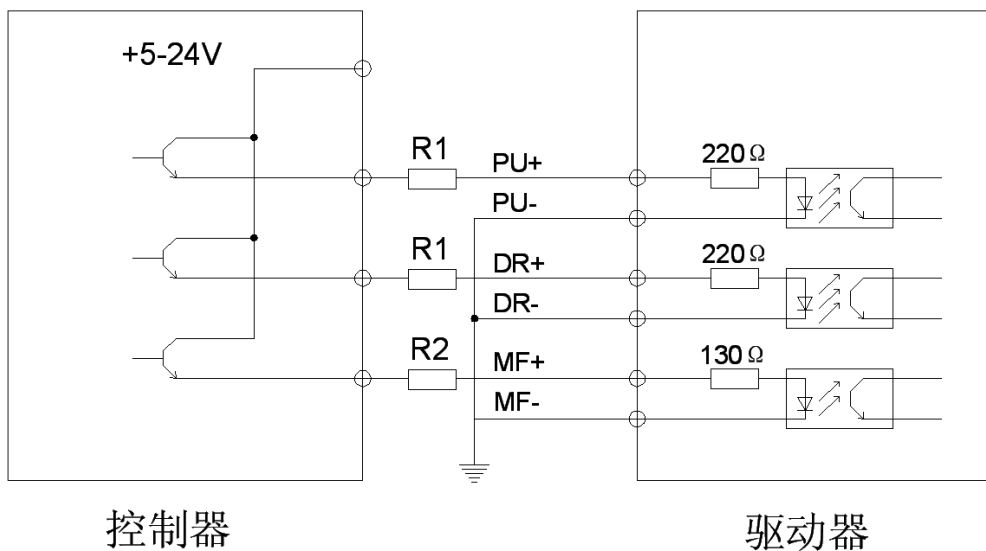 +5-24V
R1
PU+
220Ω
PU-
R1
DR+
220Ω
DR-
R2
MF+
130Ω
MF-
控制器
驱动器